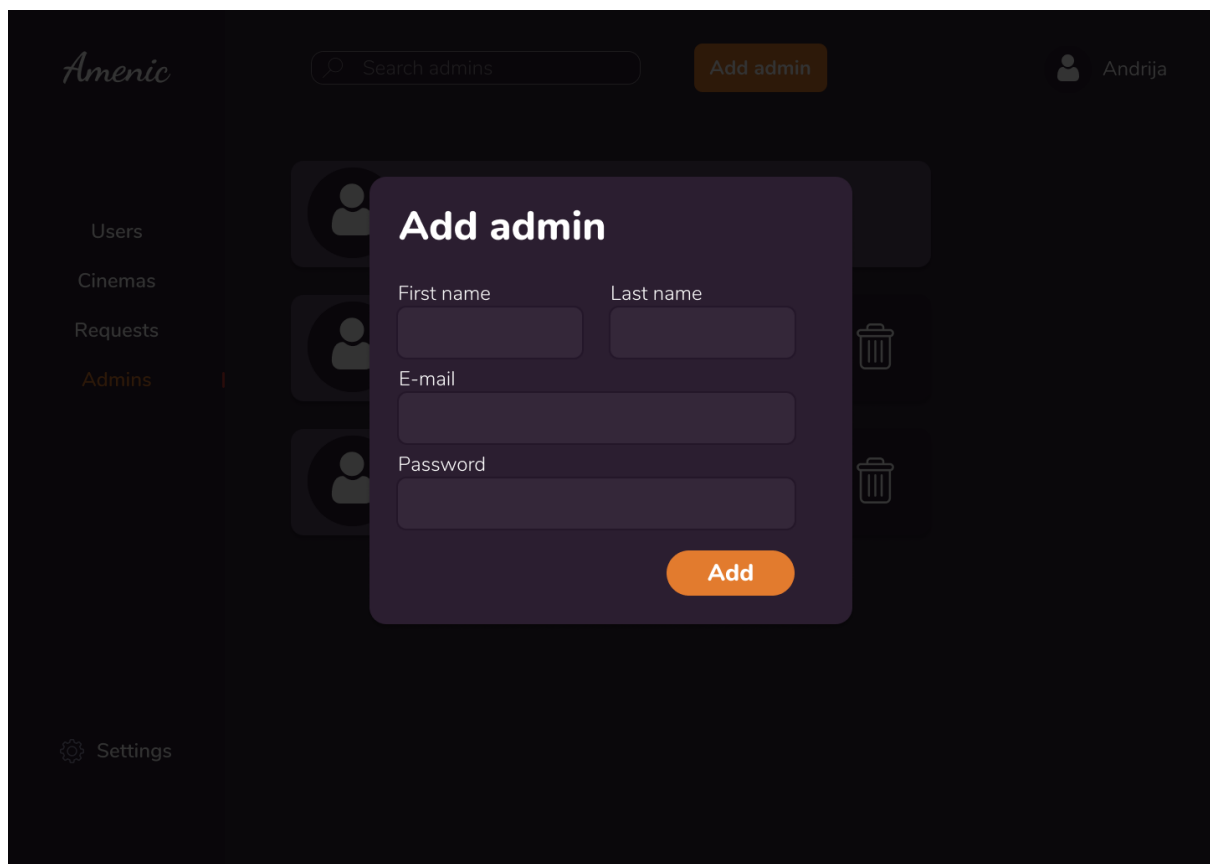 Amenic
Search admins
Add admin
Andrija
Users
Cinemas
Requests
Admins
Settings
Add admin
First name
Last name
E-mail
Password
Add